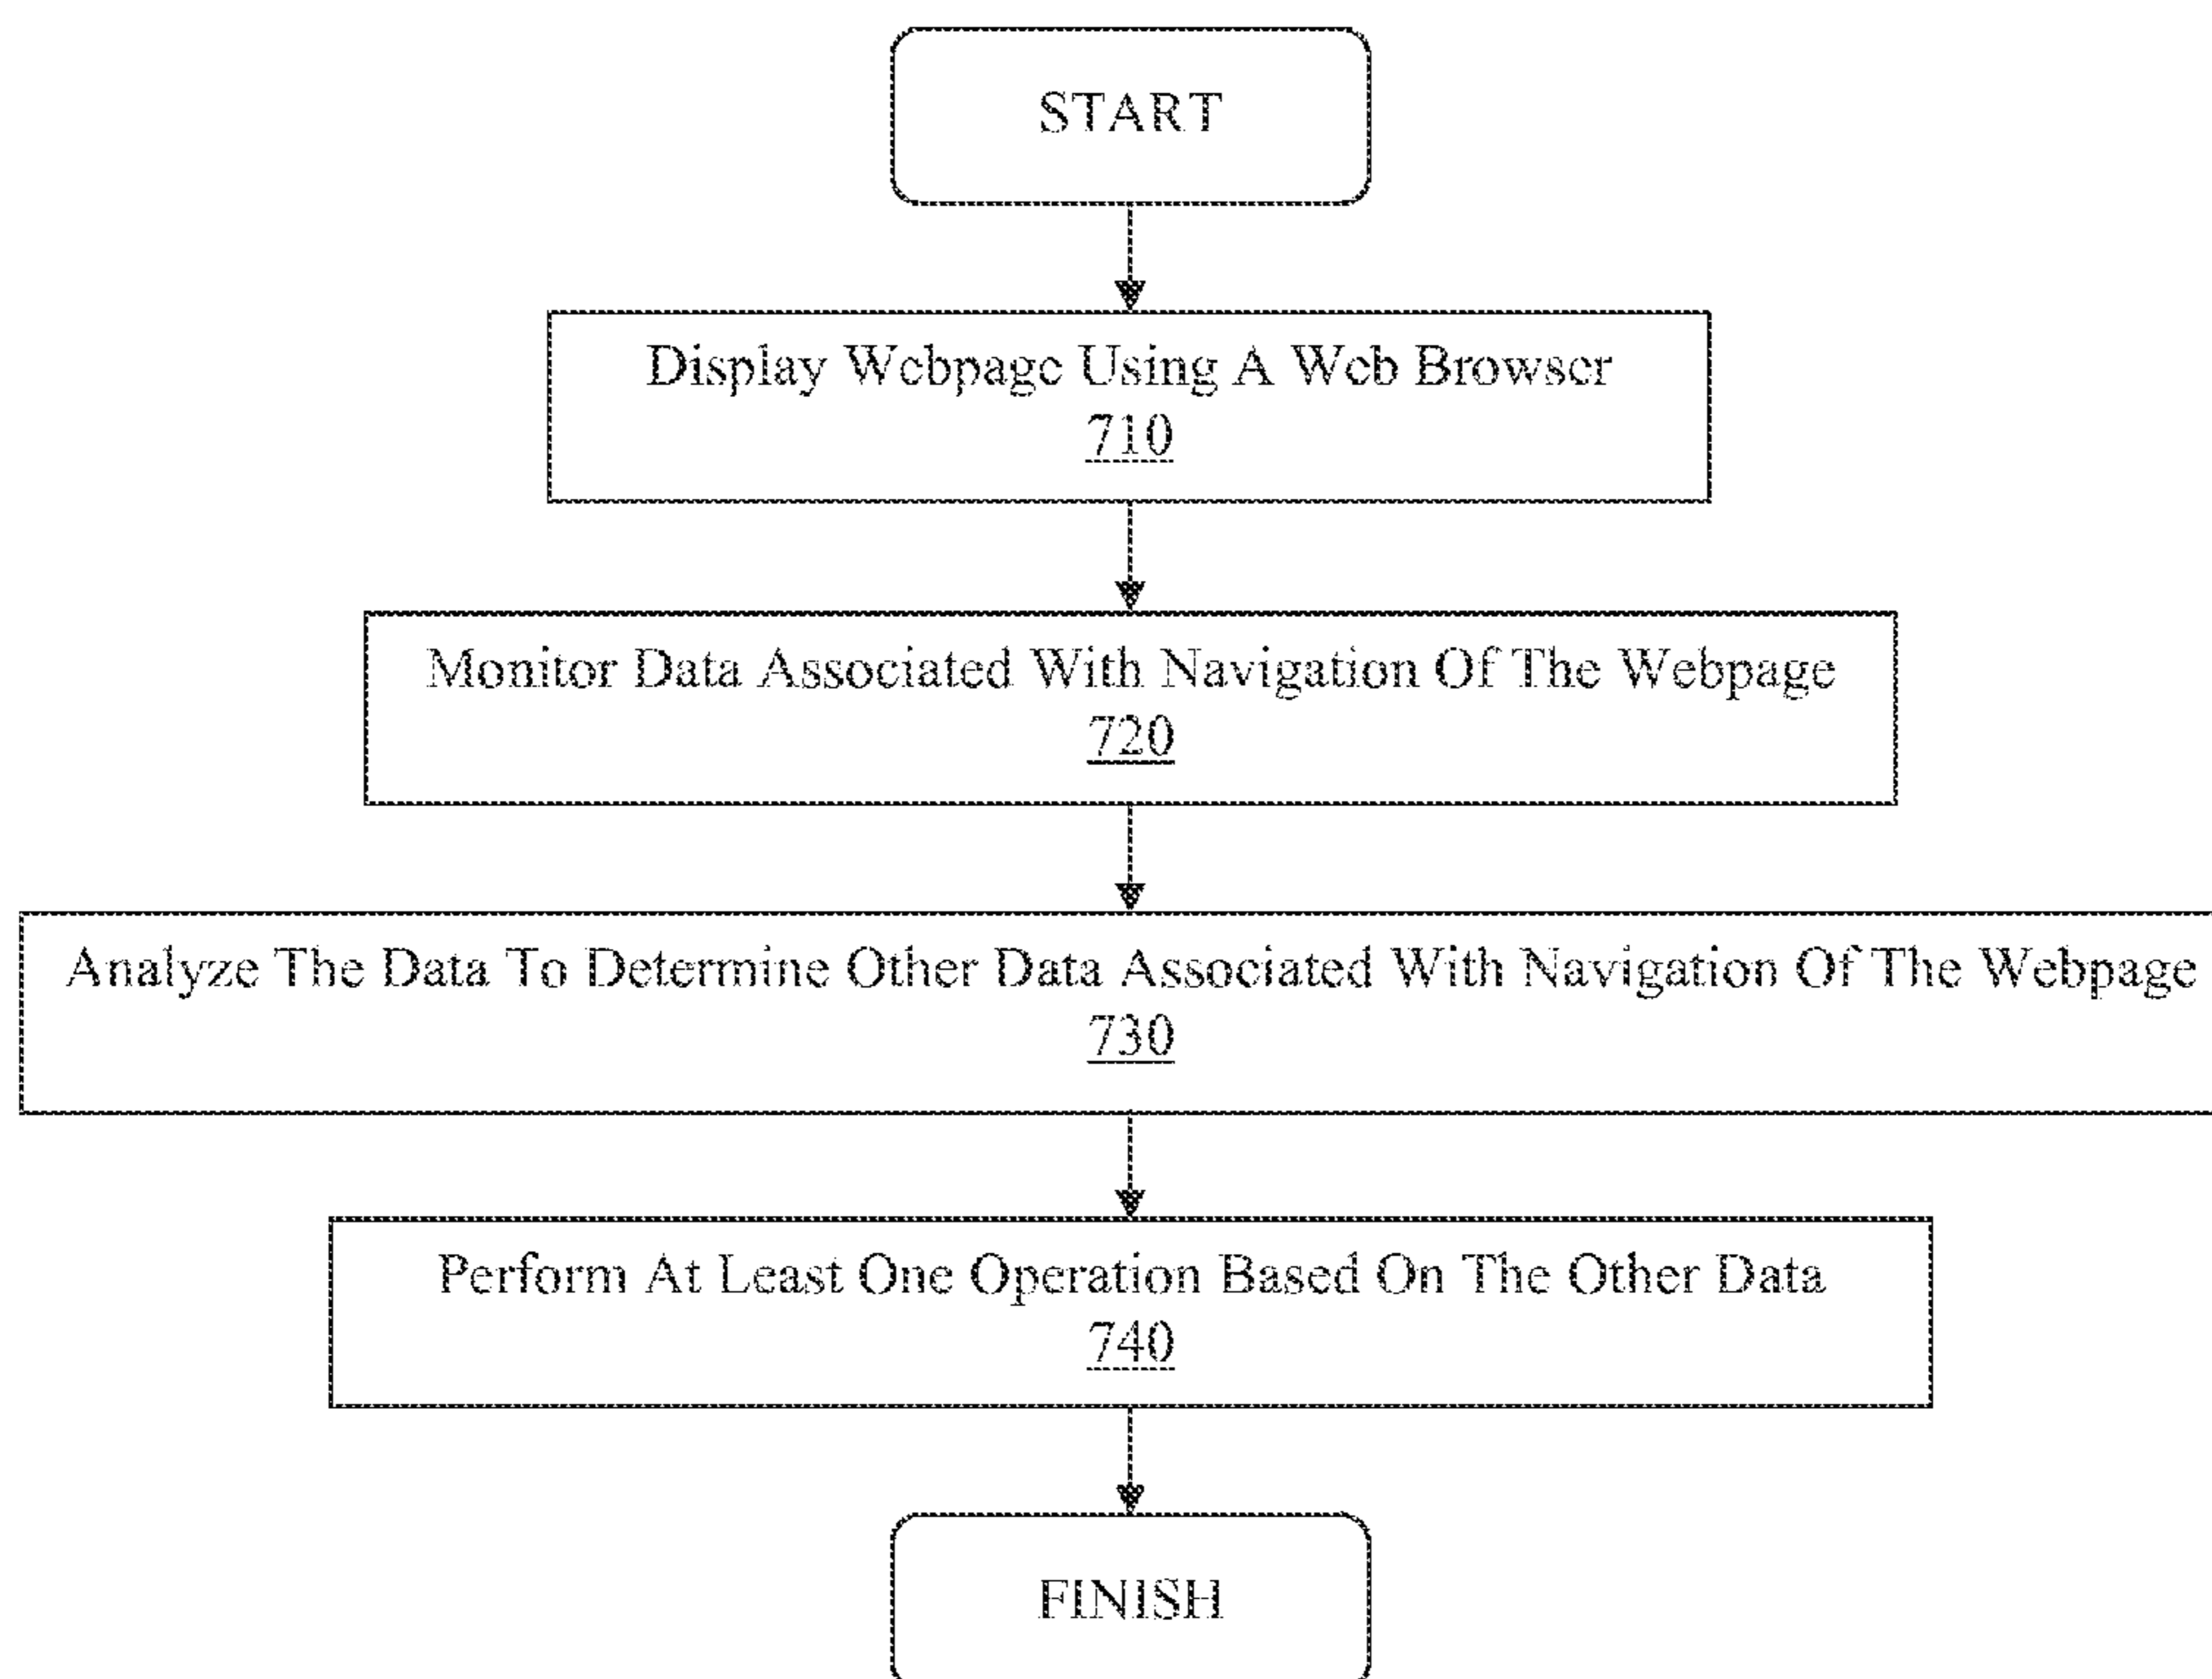 START
Display Webpage Using A Web Browser
710
Monitor Data Associated With Navigation Of The Webpage
720
Analyze The Data To Determine Other Data Associated With Navigation Of The Webpage
730
Perform At Least One Operation Based On The Other Data
740
FINISH